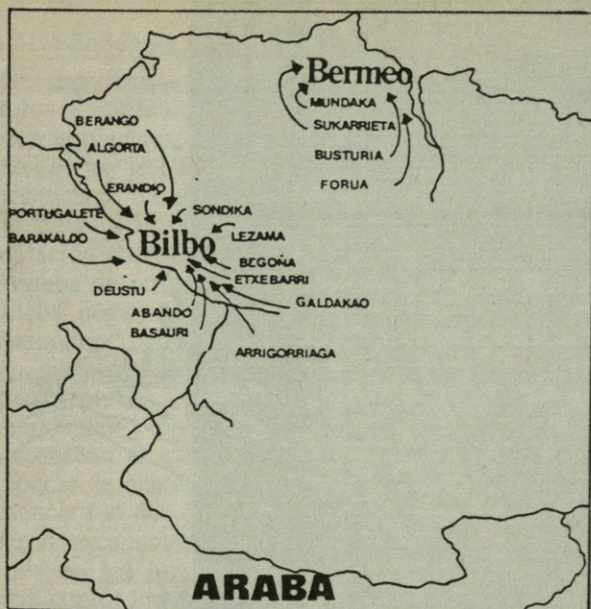 Bermeo
MUNDAKA
SUKARRIETA
BUSTURIA
FORUA
BERANGO
ALGORTA
ERANDIO
PORTUGALETE
SONDIKA
BARAKALDO
Bilbo
LEZAMA
BEGOÑA
ETXEBARRI
DEUSTU
GALDAKAO
ABANDO
BASAURI
ARRIGORRIAGA
ARABA